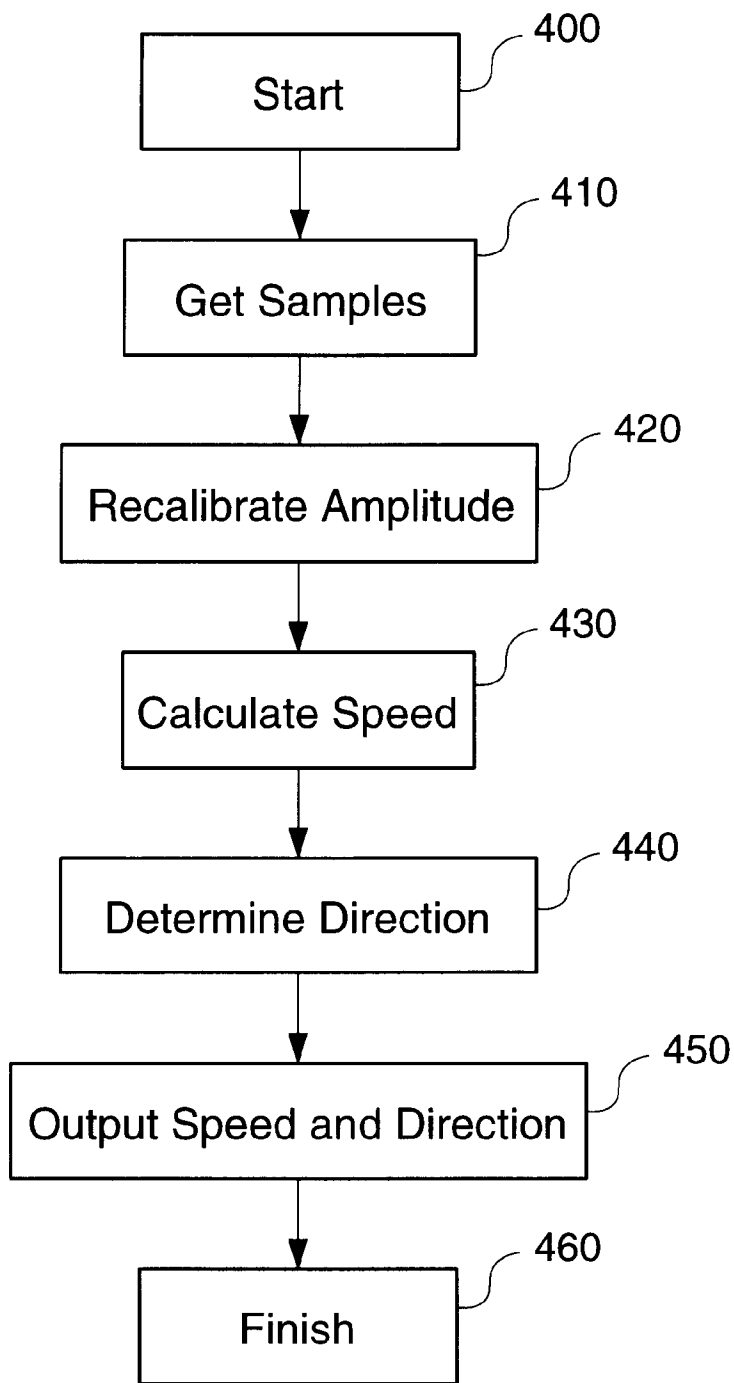 400
Start
410
Get Samples
420
Recalibrate Amplitude
430
Calculate Speed
440
Determine Direction
450
Output Speed and Direction
460
Finish